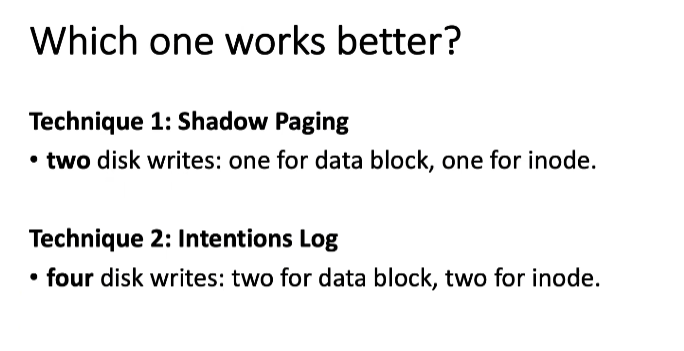 Which one works better?
Technique 1: Shadow Paging
• two disk writes: one for data block, one for inode.
Technique 2: Intentions Log
• four disk writes: two for data block, two for inode.